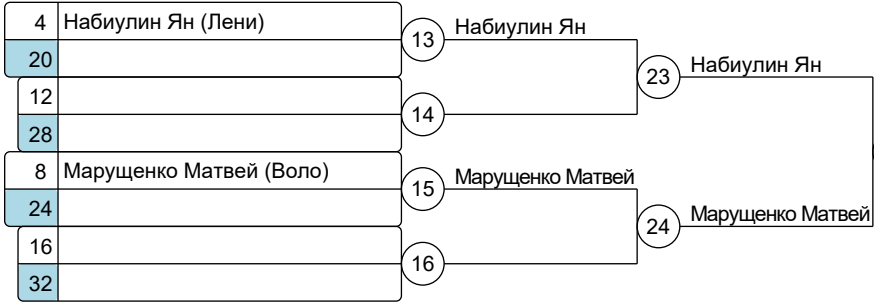 4 Набиулин Ян (Лени)
20
13 Набиулин Ян
12
28
14
23 Набиулин Ян
8 Марущенко Матвей (Воло)
24
15 Марущенко Матвей
16
32
16
24 Марущенко Матвей